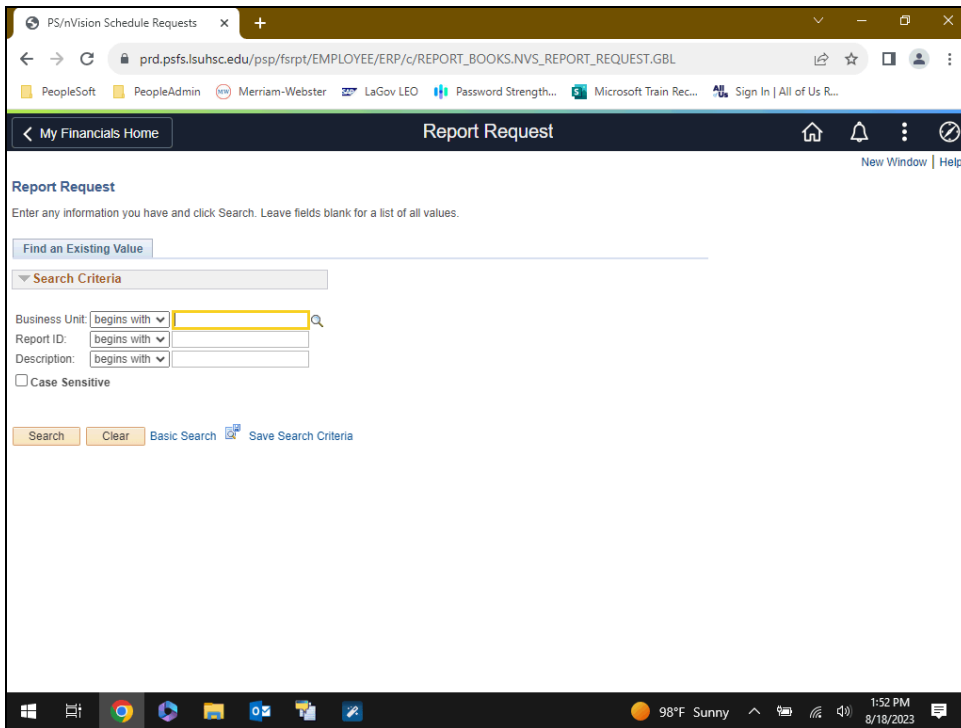 PS/nVision Schedule Requests
prd.psfs.lsuhsc.edu/psp/fsrpt/EMPLOYEE/ERP/c/REPORT_BOOKS.NVS_REPORT_REQUEST.GBL
PeopleSoft PeopleAdmin MW Merriam-Webster SAP LaGov LEO Password Strength... S Microsoft Train Rec... All Us Sign In | All of Us R...
My Financials Home Report Request
New Window | Help
Report Request
Enter any information you have and click Search. Leave fields blank for a list of all values.
Find an Existing Value
Search Criteria
Business Unit: begins with
Report ID: begins with
Description: begins with
Case Sensitive
Search Clear Basic Search Save Search Criteria
98°F Sunny 1:52 PM
8/18/2023